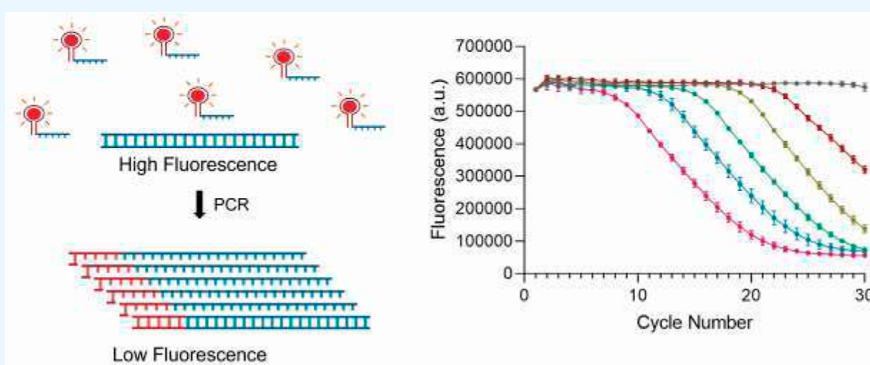 High Fluorescence
PCR
Low Fluorescence
Fluorescence (a.u.)
700000
600000
500000
400000
300000
200000
100000
0
0 10 20 30
Cycle Number